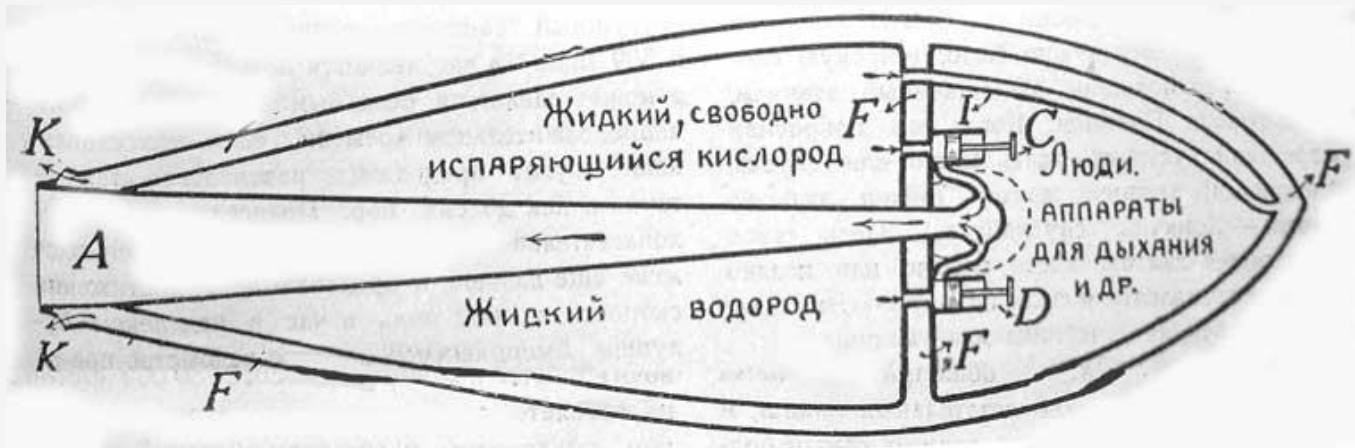 K
Жидкий, свободно
испаряющийся кислород
F
I
C
Люди.
F
A
Аппараты
для дыхания
и др.
Жидкий водород
D
K
F
F